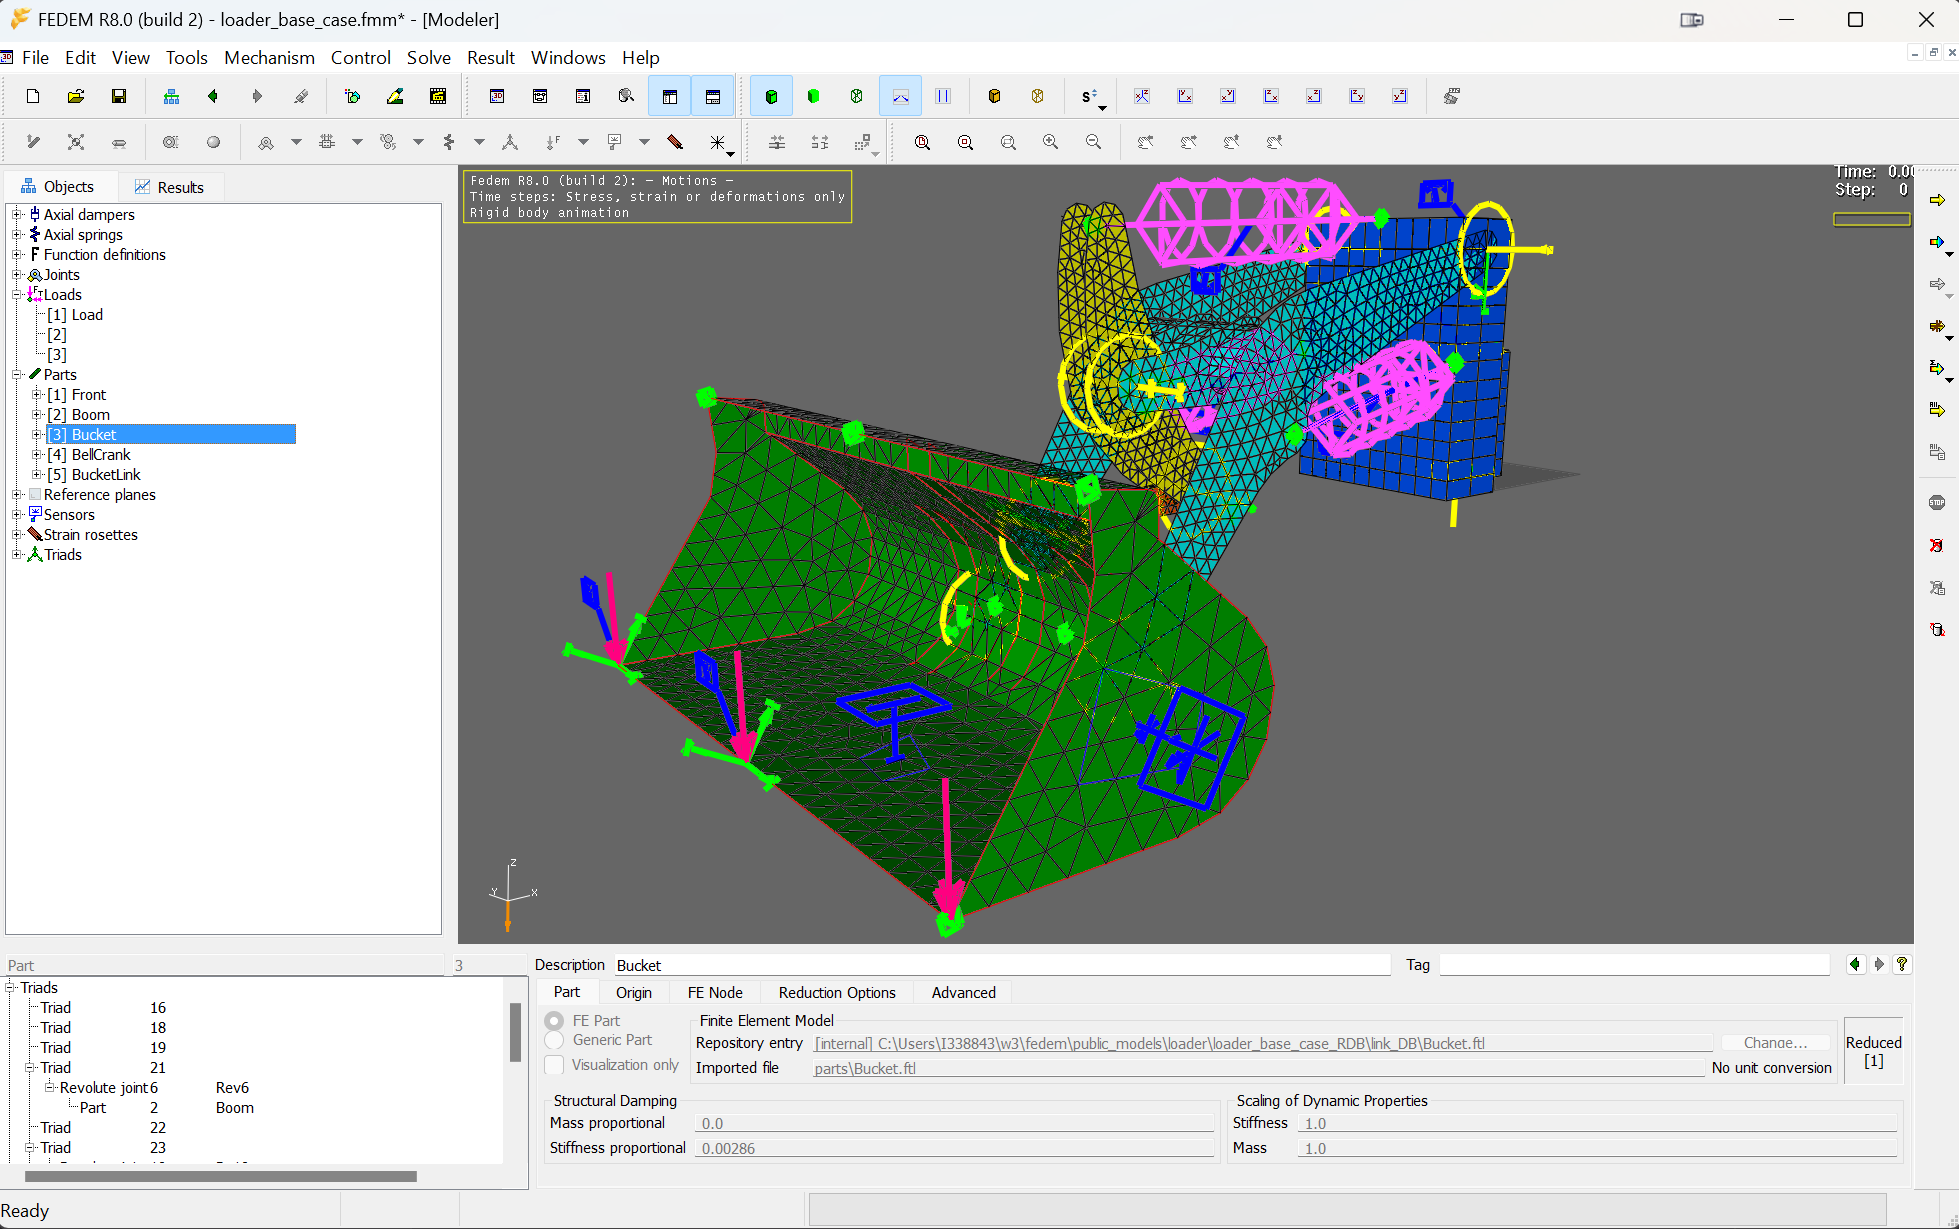 FEDEM R8.0 (build 2) - loader_base_case.fmm* - [Modeler]
File Edit View Tools Mechanism Control Solve Result Windows Help
Objects Results
Axial dampers
Axial springs
Function definitions
Joints
Loads
[1] Load
[2]
[3]
Parts
[1] Front
[2] Boom
[3] Bucket
[4] BellCrank
[5] BucketLink
Reference planes
Sensors
Strain rosettes
Triads
Fedem R8.0 (build 2): - Motions -
Time steps: Stress, strain or deformations only
Rigid body animation
Time: 0.00
Step: 0
Z
Y
X
Part 3
Triads
Triad 16
Triad 18
Triad 19
Triad 21
Revolute joint 6 Rev6
Part 2 Boom
Triad 22
Triad 23
Description Bucket Tag
Part Origin FE Node Reduction Options Advanced
FE Part
Generic Part
Visualization only
Finite Element Model
Repository entry [internal] C:\Users\I338843\w3\fedem\public_models\loader\loader_base_case_RDB\link_DB\Bucket.ftl Change...
Imported file parts\Bucket.ftl No unit conversion
Reduced
[1]
Structural Damping
Mass proportional 0.0
Stiffness proportional 0.00286
Scaling of Dynamic Properties
Stiffness 1.0
Mass 1.0
Ready